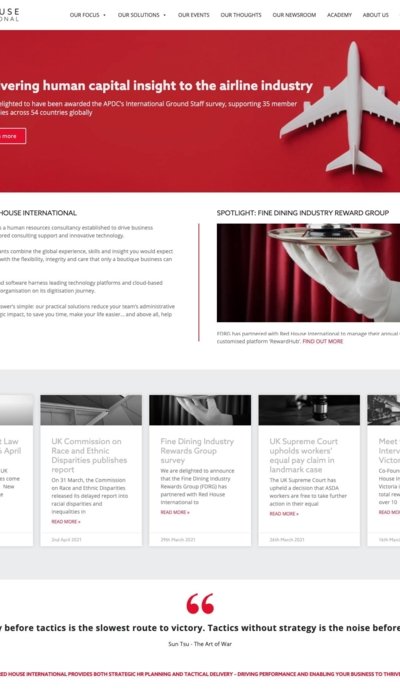 USE
ONAL
OUR FOCUS
OUR SOLUTIONS
OUR EVENTS
OUR THOUGHTS
OUR NEWSROOM
ACADEMY
ABOUT US
vering human capital insight to the airline industry
elighted to have been awarded the APDC's International Ground Staff survey, supporting 35 member
ies across 54 countries globally
more
HOUSE INTERNATIONAL
s a human resources consultancy established to drive business
ored consulting support and innovative technology.
ants combine the global experience, skills and insight you would expect
with the flexibility, integrity and care that only a boutique business can
nd software harness leading technology platforms and cloud-based
organisation on its digitisation journey.
swer's simple: our practical solutions reduce your team's administrative
gic impact, to save you time, make your life easier... and above all, help
SPOTLIGHT: FINE DINING INDUSTRY REWARD GROUP
FORG has partnered with Red House International to manage their annual
customised platform 'RewardHub'. FIND OUT MORE
t Law
6 April
UK
es come
New
des
UK Commission on
Race and Ethnic
Disparities publishes
report
On 31 March, the Commission
on Race and Ethnic Disparities
released its delayed report into
racial disparities and
inequalities in
READ MORE »
2nd April 2021
Fine Dining Industry
Rewards Group
survey
We are delighted to announce
that the Fine Dining Industry
Rewards Group (FORG) has
partnered with Red House
International to
READ MORE »
29th March 2021
UK Supreme Court
upholds workers'
equal pay claim in
landmark case
The UK Supreme Court has
upheld a decision that ASDA
workers are free to take further
action in their equal
READ MORE »
26th March 2021
Meet
Interv
Victori
Co-Foun
House In
Victoria
total rew
over 10
READ MO
16th Mar
y before tactics is the slowest route to victory. Tactics without strategy is the noise before
Sun Tsu - The Art of War
RED HOUSE INTERNATIONAL PROVIDES BOTH STRATEGIC HR PLANNING AND TACTICAL DELIVERY - DRIVING PERFORMANCE AND ENABLING YOUR BUSINESS TO THRIVE